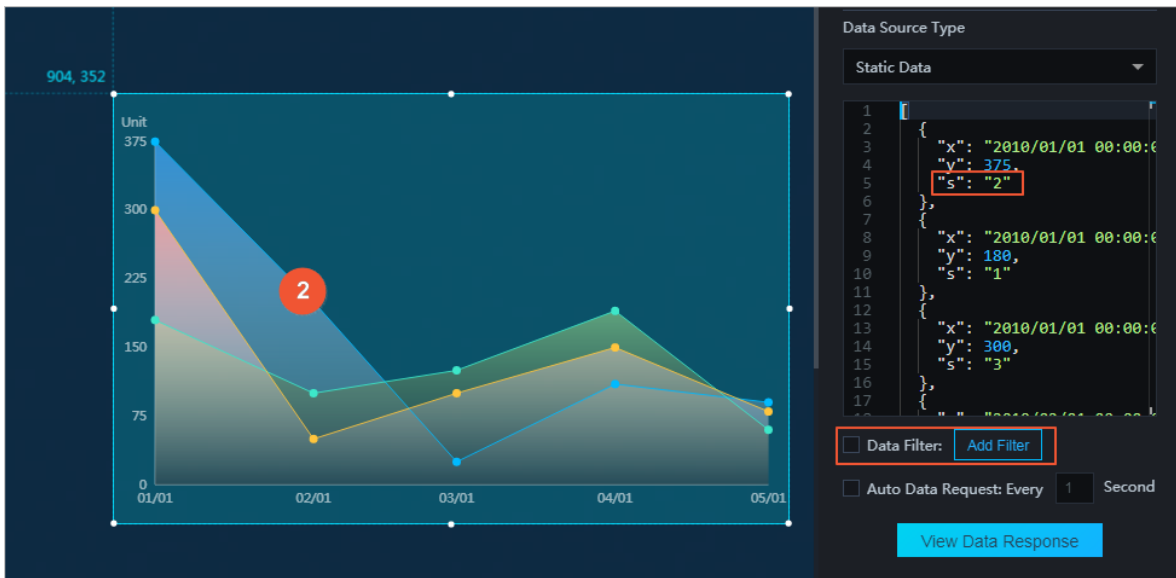 904, 352
Unit
375
300
225
150
75
0
01/01
02/01
03/01
04/01
05/01
2
Data Source Type
Static Data
1 [
2 {
3 "x": "2010/01/01 00:00:0
4 "y": 375,
5 "s": "2"
6 },
7 {
8 "x": "2010/01/01 00:00:0
9 "y": 180,
10 "s": "1"
11 },
12 {
13 "x": "2010/01/01 00:00:0
14 "y": 300,
15 "s": "3"
16 },
17 {
Data Filter: Add Filter
Auto Data Request: Every 1 Second
View Data Response